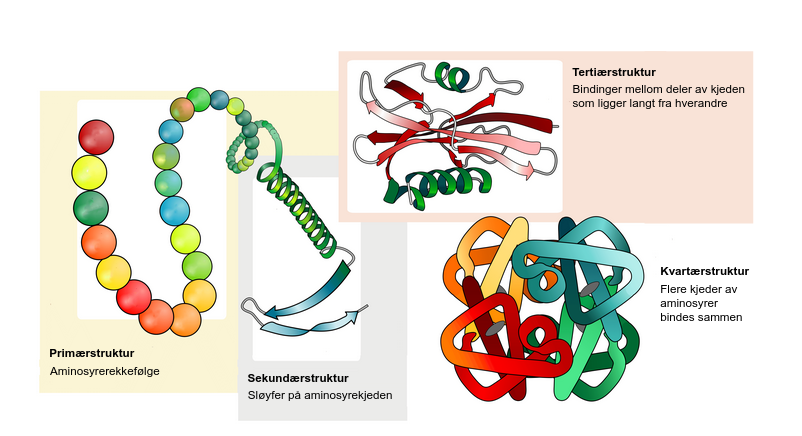 Primærstruktur
Aminosyrerekkefølge
Sekundærstruktur
Sløyfer på aminosyrekjeden
Tertiærstruktur
Bindinger mellom deler av kjeden
som ligger langt fra hverandre
Kvartærstruktur
Flere kjeder av
aminosyrer
bindes sammen